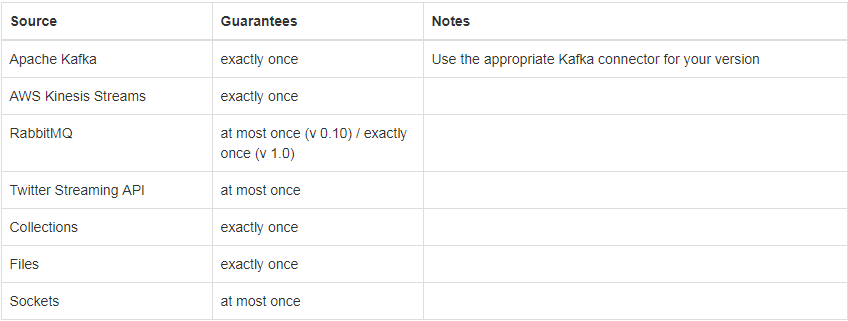 Source Guarantees Notes
Apache Kafka exactly once Use the appropriate Kafka connector for your version
AWS Kinesis Streams exactly once
RabbitMQ at most once (v 0.10) / exactly
once (v 1.0)
Twitter Streaming API at most once
Collections exactly once
Files exactly once
Sockets at most once